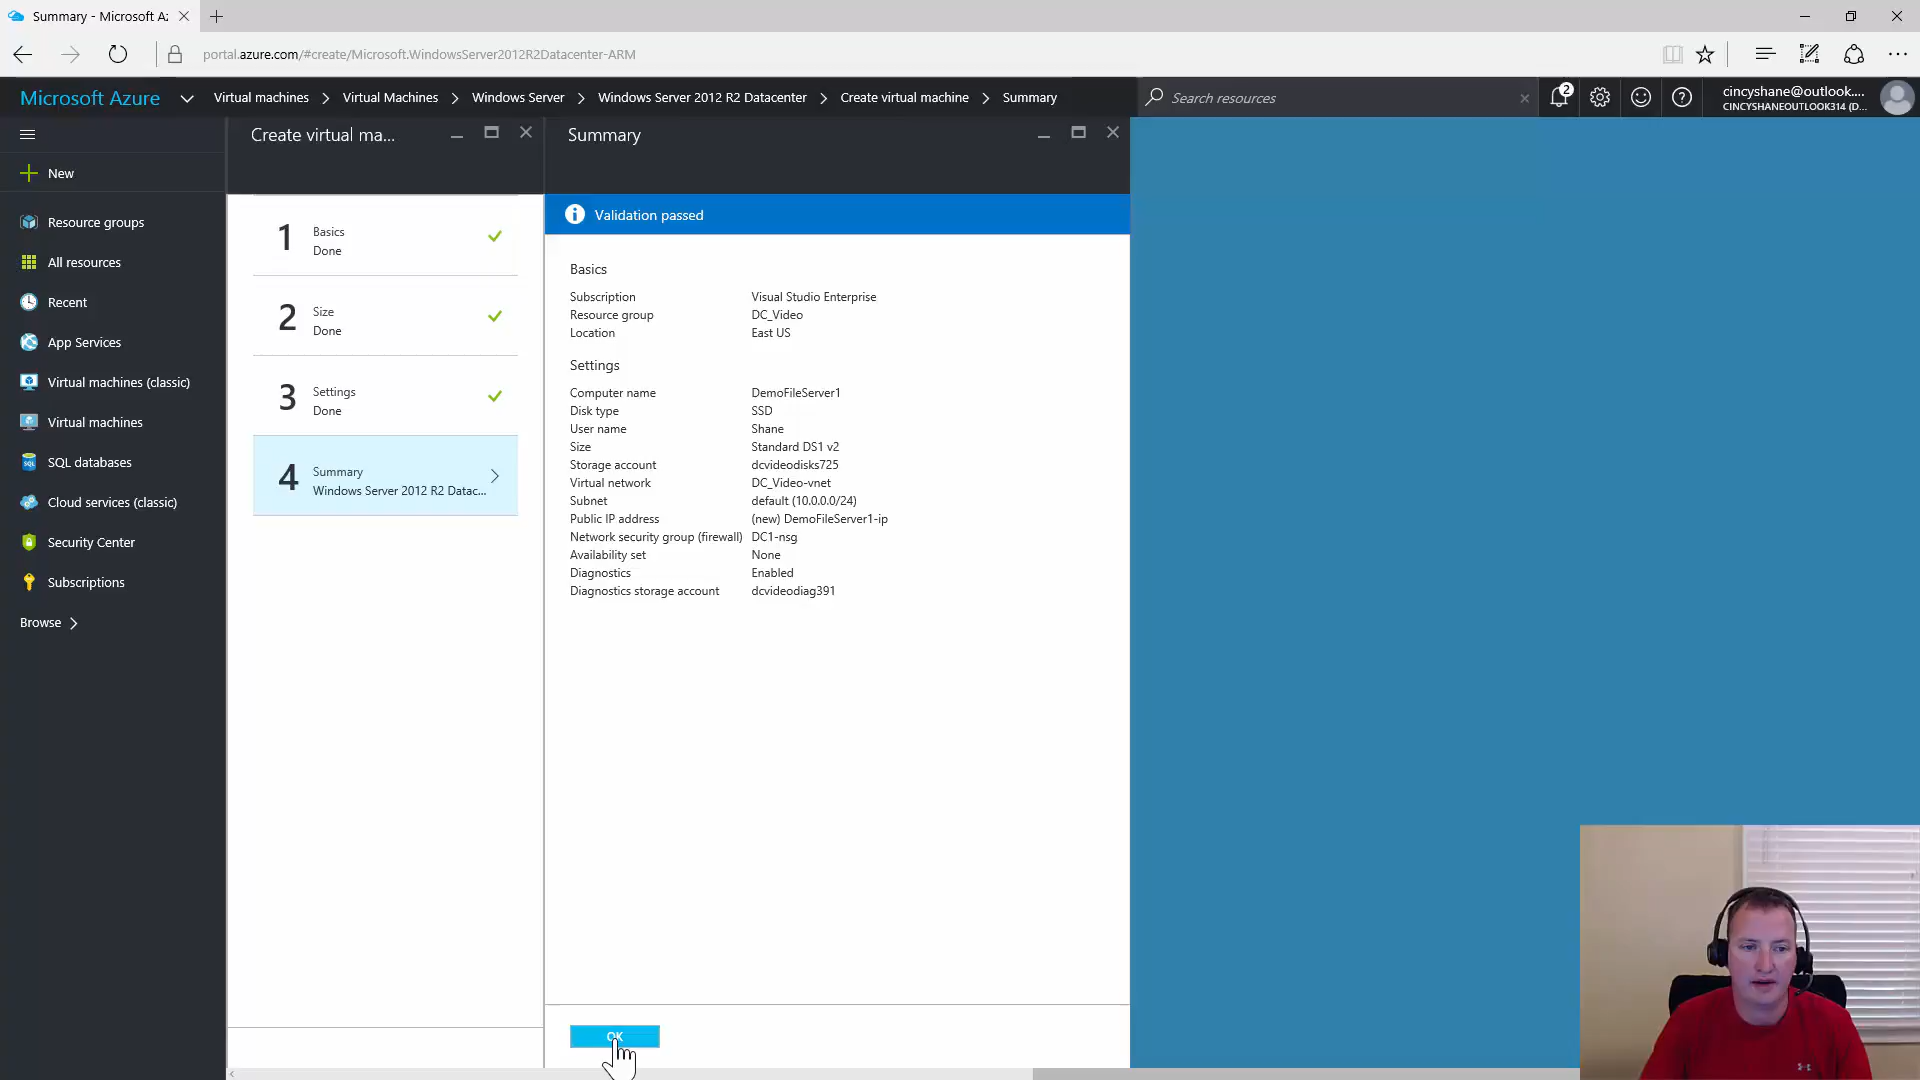 Summary - Microsoft Az
portal.azure.com/#create/Microsoft.WindowsServer2012R2Datacenter-ARM
Microsoft Azure
Virtual machines
Virtual Machines
Windows Server
Windows Server 2012 R2 Datacenter
Create virtual machine
Summary
Search resources
2
cincyshane@outlook....
CINCYSHANEOUTLOOK314 (D...
New
Resource groups
All resources
Recent
App Services
Virtual machines (classic)
Virtual machines
SQL databases
Cloud services (classic)
Security Center
Subscriptions
Browse
Create virtual ma...
1
Basics
Done
2
Size
Done
3
Settings
Done
4
Summary
Windows Server 2012 R2 Datac...
Summary
Validation passed
Basics
Subscription Visual Studio Enterprise
Resource group DC_Video
Location East US
Settings
Computer name DemoFileServer1
Disk type SSD
User name Shane
Size Standard DS1 v2
Storage account dcvideodisks725
Virtual network DC_Video-vnet
Subnet default (10.0.0.0/24)
Public IP address (new) DemoFileServer1-ip
Network security group (firewall) DC1-nsg
Availability set None
Diagnostics Enabled
Diagnostics storage account dcvideodiag391
OK